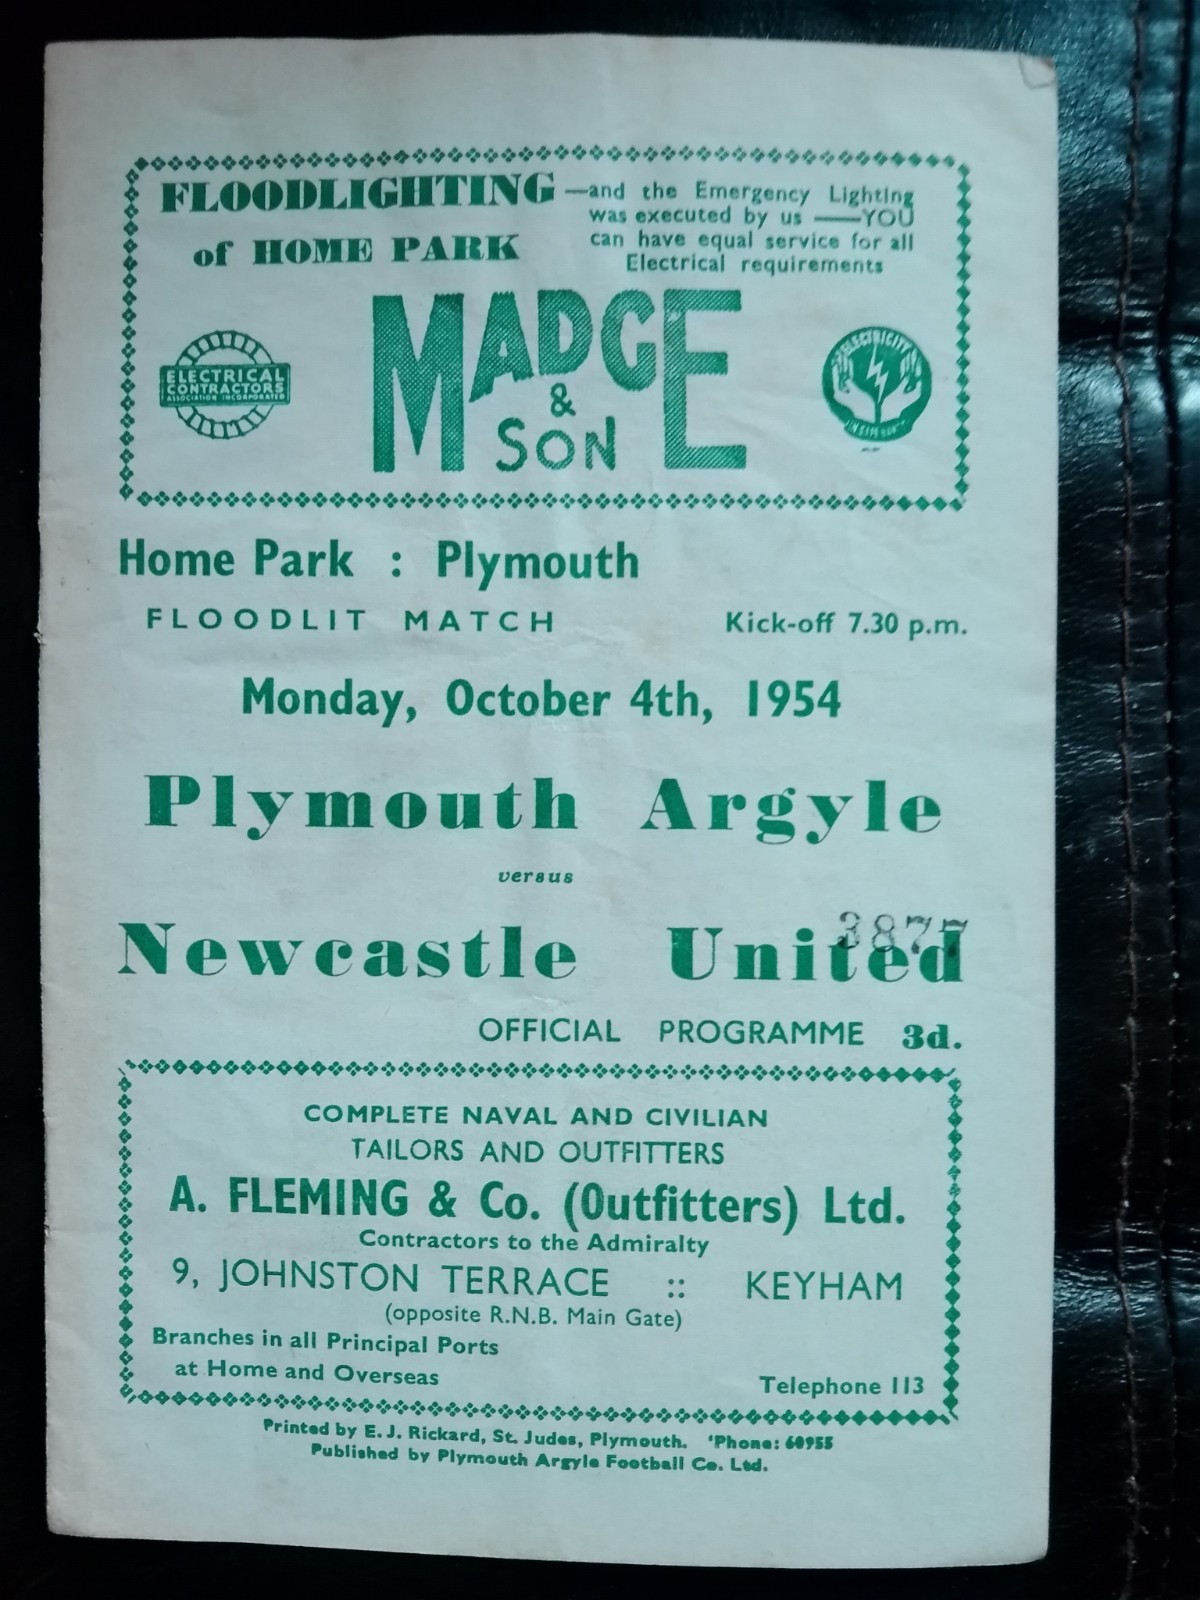 FLOODLIGHTING —and the Emergency Lighting
was executed by us —YOU
of HOME PARK can have equal service for all
Electrical requirements
MADGE
&
SON
ELECTRICAL
CONTRACTORS
ASSOCIATION INCORPORATED
ELECTRICITY
Home Park : Plymouth
FLOODLIT MATCH Kick-off 7.30 p.m.
Monday, October 4th, 1954
Plymouth Argyle
versus
3877
Newcastle United
OFFICIAL PROGRAMME 3d.
COMPLETE NAVAL AND CIVILIAN
TAILORS AND OUTFITTERS
A. FLEMING & Co. (Outfitters) Ltd.
Contractors to the Admiralty
9, JOHNSTON TERRACE :: KEYHAM
(opposite R.N.B. Main Gate)
Branches in all Principal Ports
at Home and Overseas
Telephone 113
Printed by E. J. Rickard, St. Judes, Plymouth. 'Phone: 60955
Published by Plymouth Argyle Football Co. Ltd.